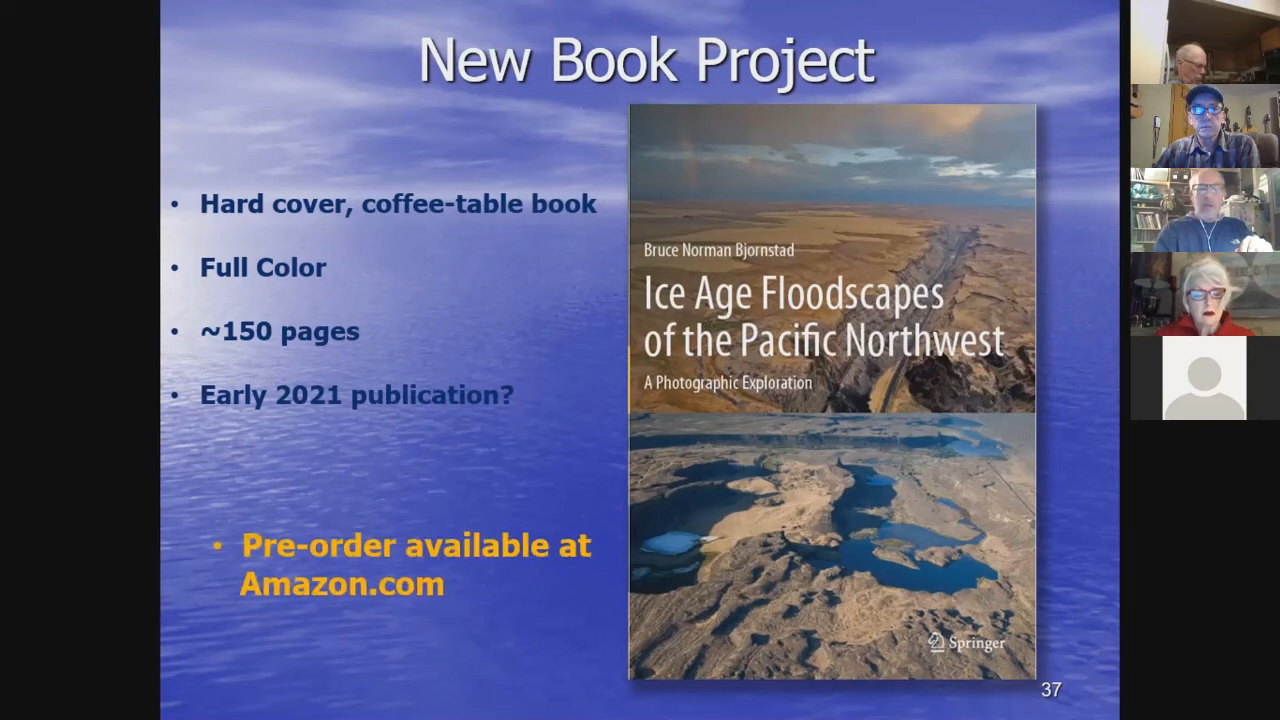 New Book Project
• Hard cover, coffee-table book
• Full Color
• ~150 pages
• Early 2021 publication?
• Pre-order available at
Amazon.com
Bruce Norman Bjornstad
Ice Age Floodscapes
of the Pacific Northwest
A Photographic Exploration
Springer
37